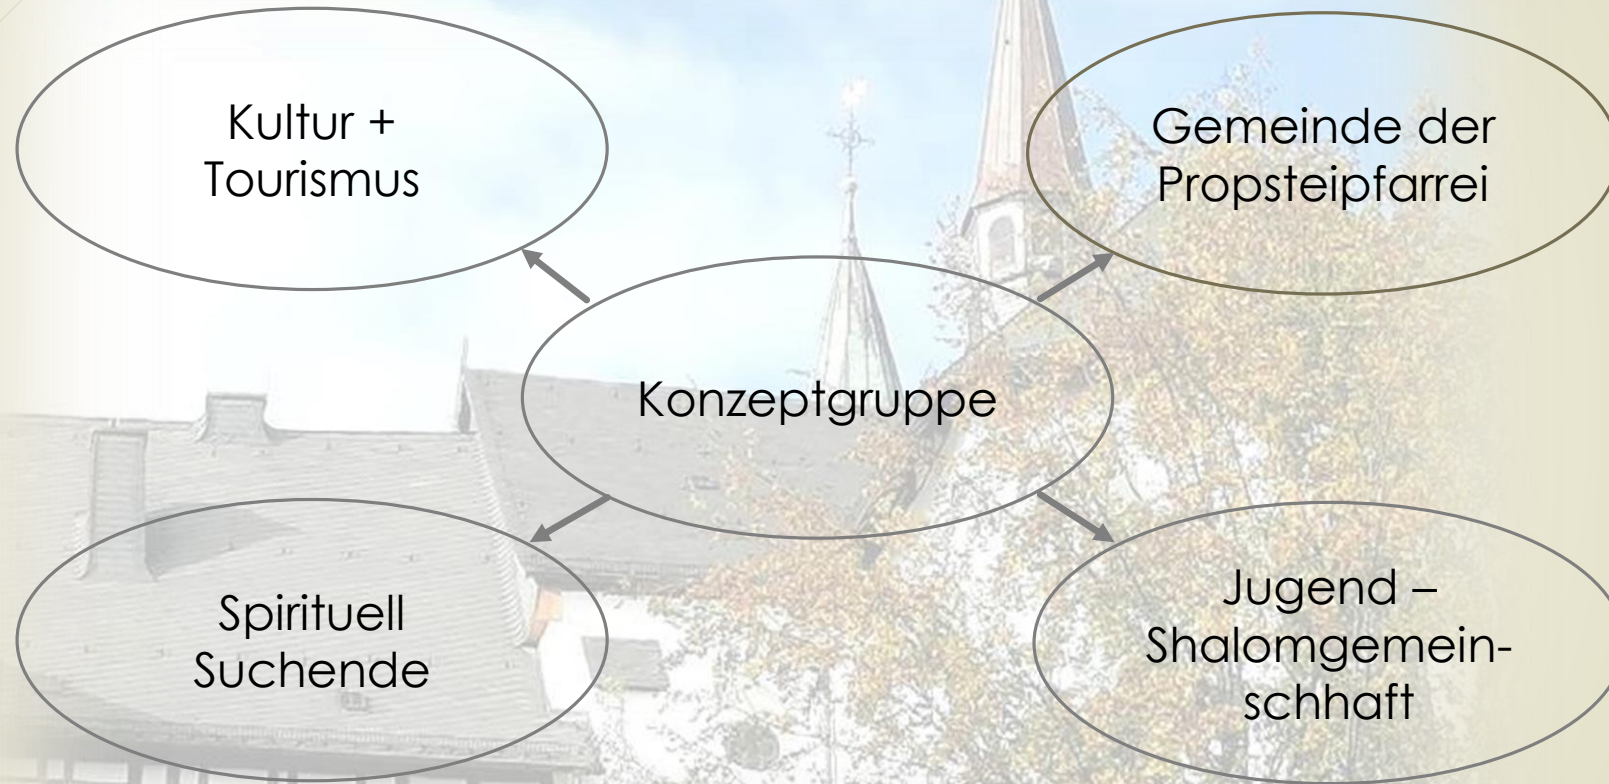 Kultur +
Tourismus
Gemeinde der
Propsteipfarrei
Konzeptgruppe
Spirituell
Suchende
Jugend –
Shalomgemein-
schhaft